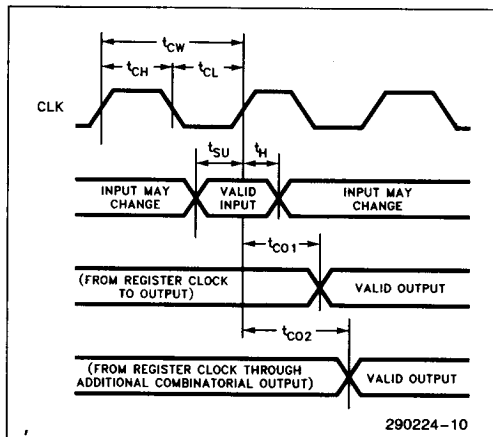 tCW
tCH tCL
CLK
tSU tH
INPUT MAY CHANGE
VALID INPUT
INPUT MAY CHANGE
tCO1
(FROM REGISTER CLOCK
TO OUTPUT)
VALID OUTPUT
tCO2
(FROM REGISTER CLOCK THROUGH
ADDITIONAL COMBINATORIAL OUTPUT)
VALID OUTPUT
290224-10